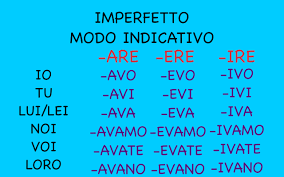 IMPERFETTO
MODO INDICATIVO
-ARE -ERE -IRE
IO -AVO -EVO -IVO
TU -AVI -EVI -IVI
LUI/LEI -AVA -EVA -IVA
NOI -AVAMO -EVAMO -IVAMO
VOI -AVATE -EVATE -IVATE
LORO -AVANO -EVANO -IVANO